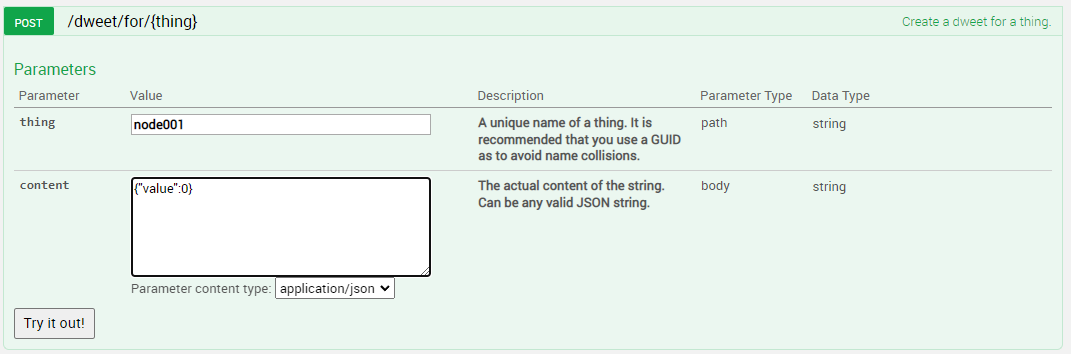 POST /dweet/for/{thing} Create a dweet for a thing.
Parameters
Parameter Value Description Parameter Type Data Type
thing node001 A unique name of a thing. It is recommended that you use a GUID as to avoid name collisions. path string
content {"value":0} The actual content of the string. Can be any valid JSON string. body string
Parameter content type: application/json
Try it out!